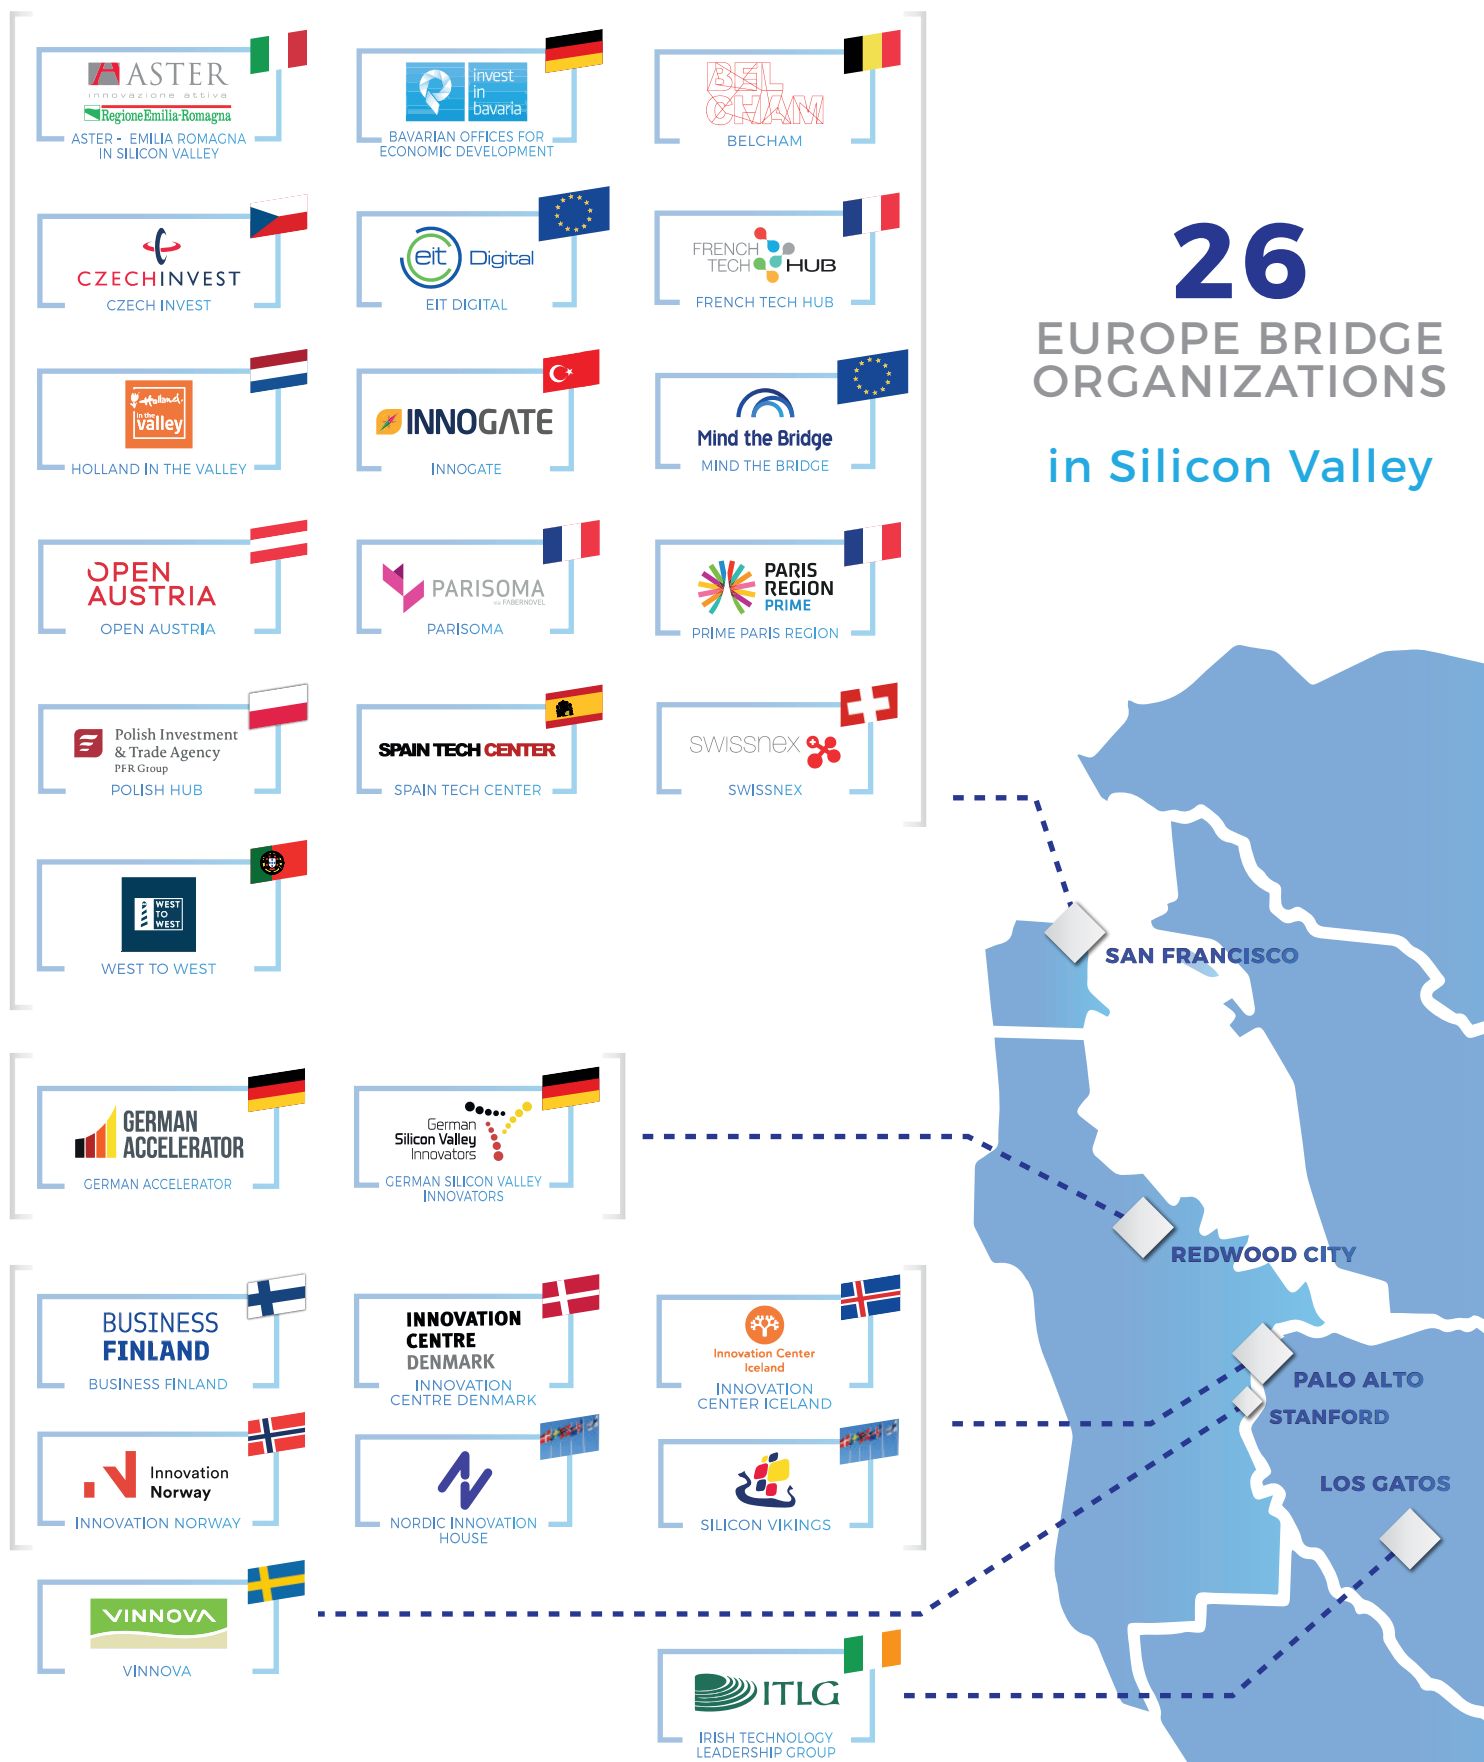 ASTER
innovazione attiva
RegioneEmilia-Romagna
ASTER - EMILIA ROMAGNA
IN SILICON VALLEY
invest
in
bavaria
BAVARIAN OFFICES FOR
ECONOMIC DEVELOPMENT
BEL
CHAM
BELCHAM
CZECHINVEST
CZECH INVEST
eit Digital
EIT DIGITAL
FRENCH
TECH HUB
FRENCH TECH HUB
26
EUROPE BRIDGE
ORGANIZATIONS
in Silicon Valley
Holland
in the
valley
HOLLAND IN THE VALLEY
INNOGATE
INNOGATE
Mind the Bridge
MIND THE BRIDGE
OPEN
AUSTRIA
OPEN AUSTRIA
PARISOMA
BY FABERNOVEL
PARISOMA
PARIS
REGION
PRIME
PRIME PARIS REGION
Polish Investment
& Trade Agency
PFR Group
POLISH HUB
SPAIN TECH CENTER
SPAIN TECH CENTER
swissnex
SWISSNEX
WEST
TO
WEST
WEST TO WEST
SAN FRANCISCO
GERMAN
ACCELERATOR
GERMAN ACCELERATOR
German
Silicon Valley
Innovators
GERMAN SILICON VALLEY
INNOVATORS
REDWOOD CITY
BUSINESS
FINLAND
BUSINESS FINLAND
INNOVATION
CENTRE
DENMARK
INNOVATION
CENTRE DENMARK
Innovation Center
Iceland
INNOVATION
CENTER ICELAND
PALO ALTO
STANFORD
Innovation
Norway
INNOVATION NORWAY
NORDIC INNOVATION
HOUSE
SILICON VIKINGS
LOS GATOS
VINNOVA
VINNOVA
ITLG
IRISH TECHNOLOGY
LEADERSHIP GROUP